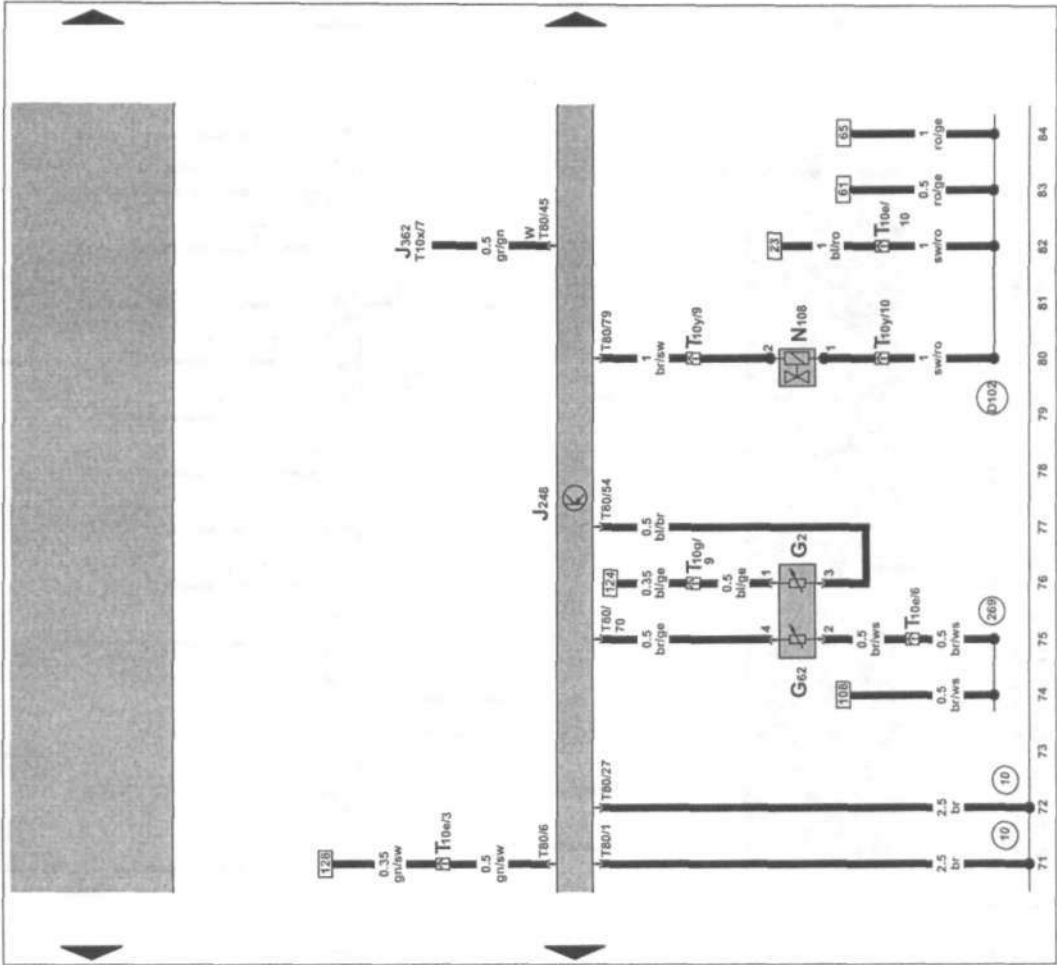 128
0.35
gn/sw
T10e/3
0.5
gn/sw
T80/6
J362
T10x/7
0.5
gr/gn
W
T80/45
J248
K
T80/1
2.5
br
10
T80/27
2.5
br
10
108
0.5
br/ws
T80/
70
0.5
br/ge
4
G62
2
0.5
br/ws
T10e/6
0.5
br/ws
269
124
0.35
bl/ge
T10g/
9
0.5
bl/ge
1
G2
3
T80/54
0.5
bl/br
T80/79
1
br/sw
T10y/9
2
N108
1
T10y/10
1
sw/ro
D102
23
1
bl/ro
T10e/
10
1
sw/ro
61
0.5
ro/ge
65
1
ro/ge
71 72 73 74 75 76 77 78 79 80 81 82 83 84